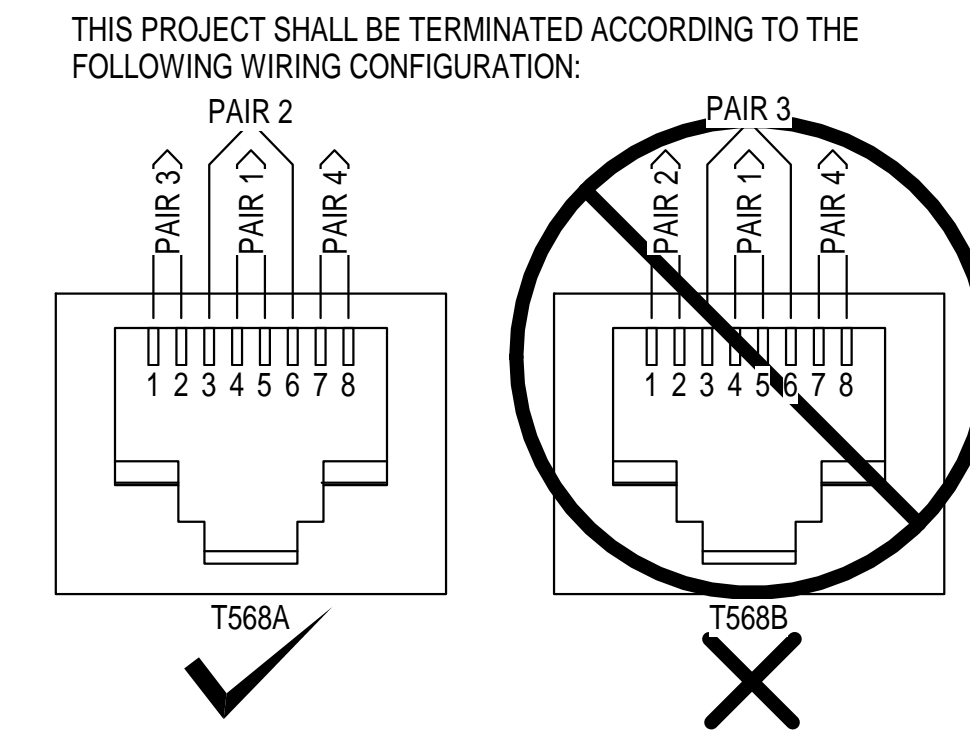 THIS PROJECT SHALL BE TERMINATED ACCORDING TO THE
FOLLOWING WIRING CONFIGURATION:
PAIR 2
PAIR 3
PAIR 1
PAIR 4
1 2 3 4 5 6 7 8
T568A
PAIR 3
PAIR 2
PAIR 1
PAIR 4
1 2 3 4 5 6 7 8
T568B